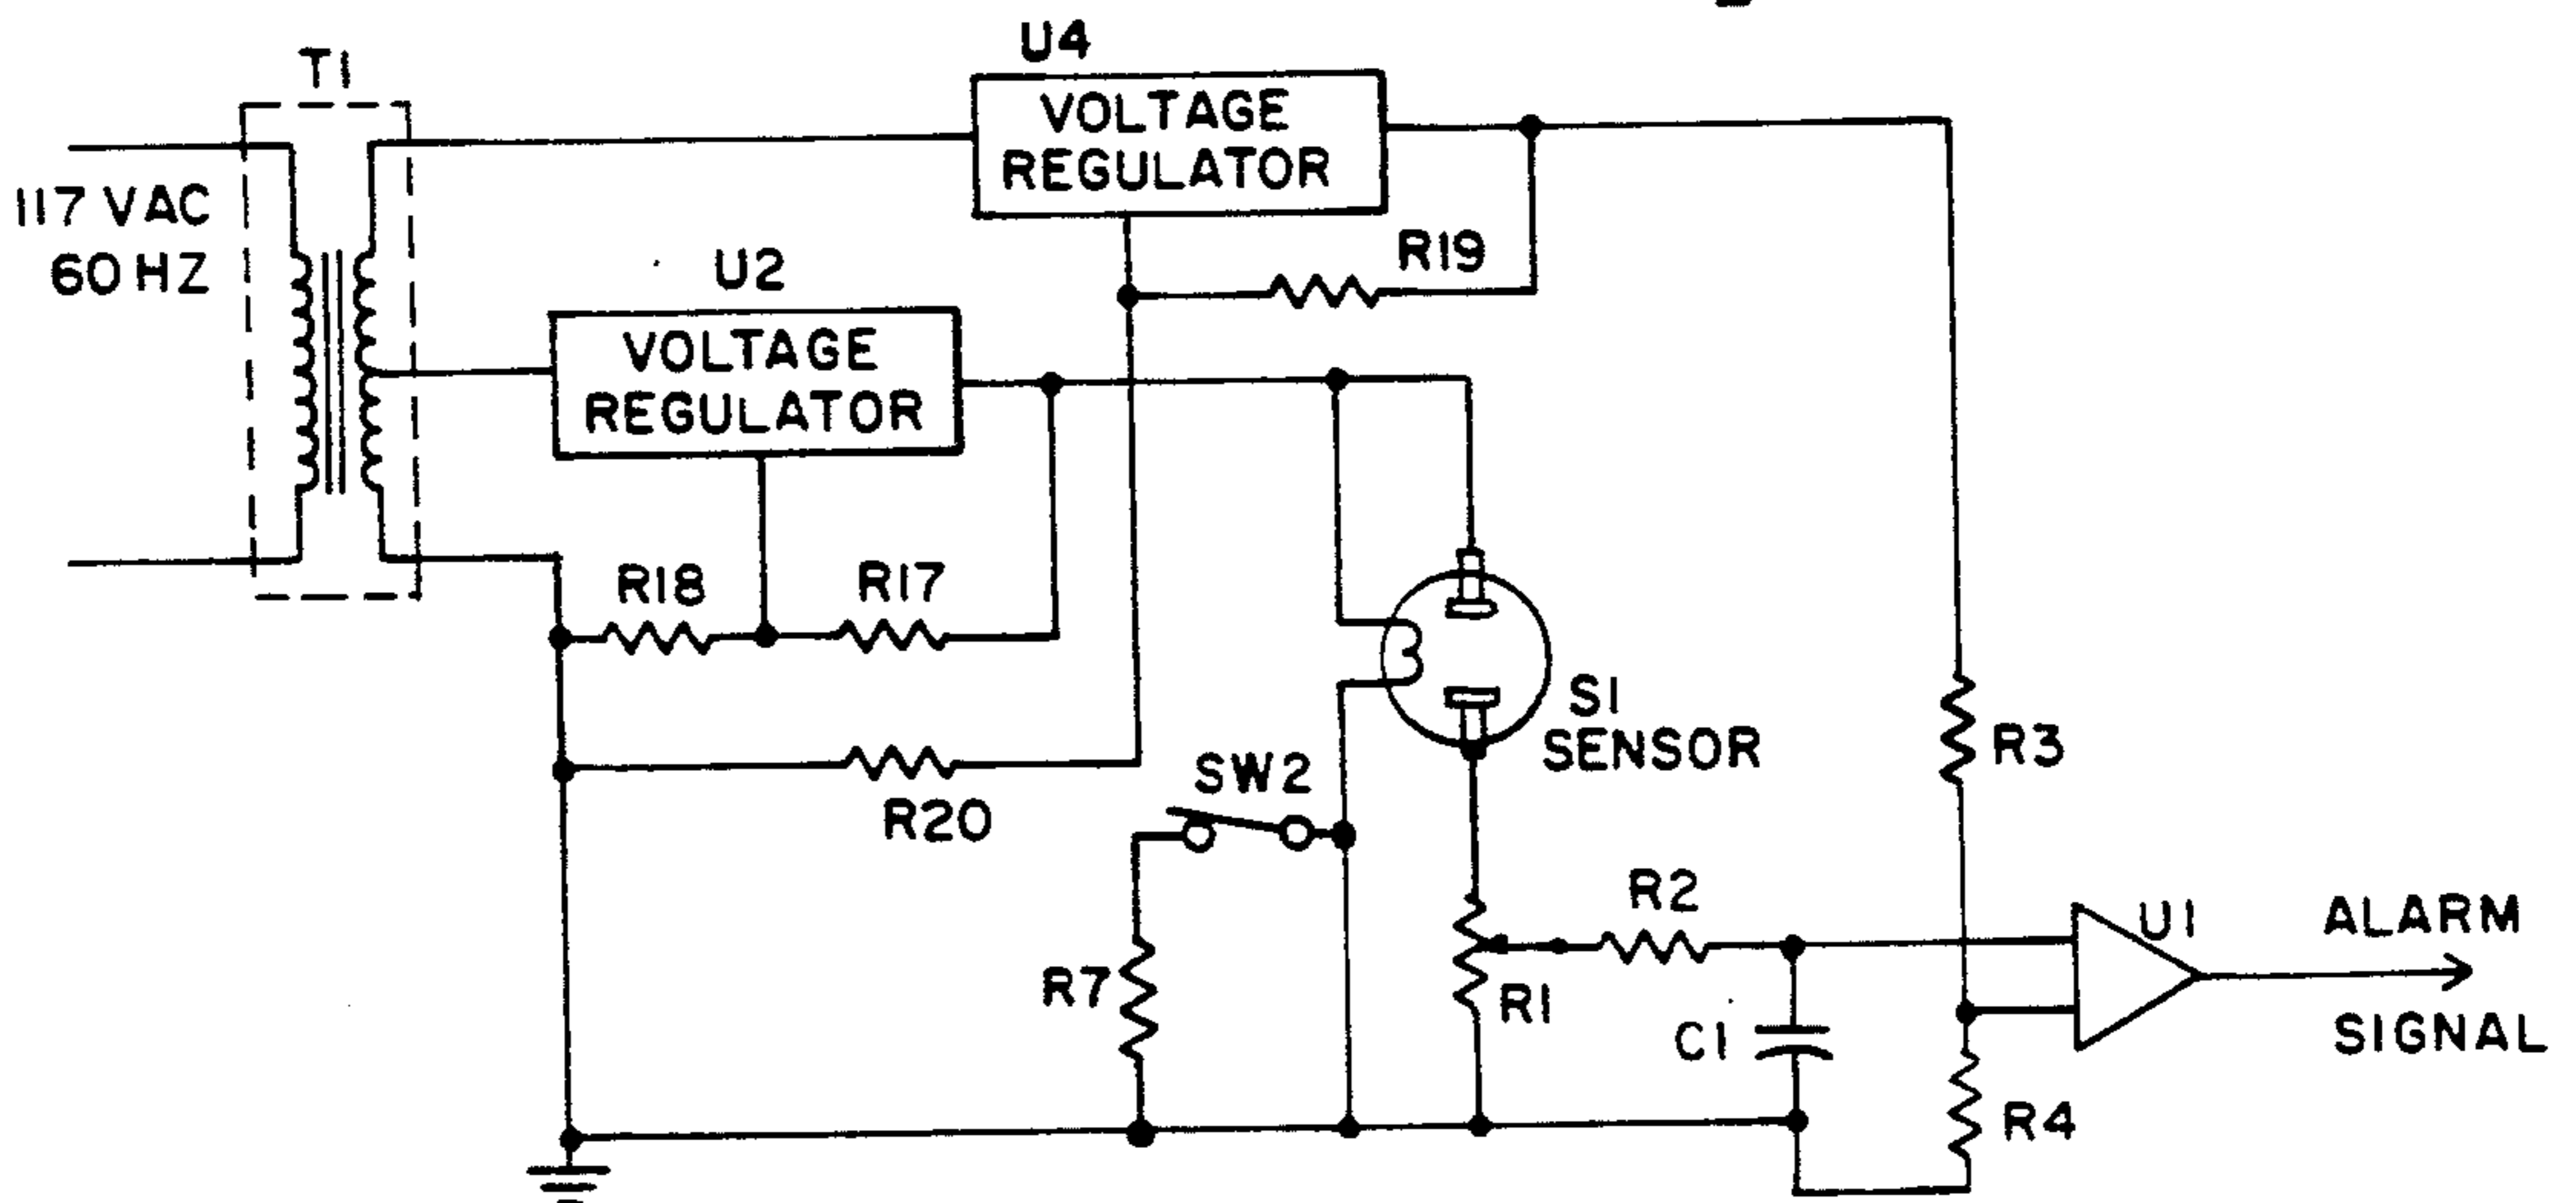 T1
U4
VOLTAGE
REGULATOR
117 VAC
60 HZ
R19
U2
VOLTAGE
REGULATOR
R18
R17
S1
SENSOR
R3
SW2
R20
R2
U1
ALARM
R7
R1
C1
SIGNAL
R4